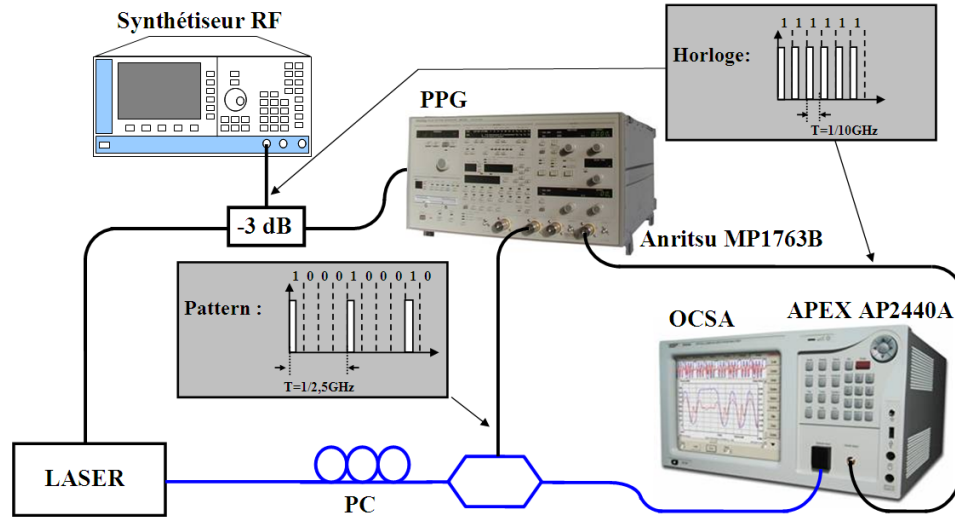 Synthétiseur RF
Horloge:
1 1 1 1 1 1
T=1/10GHz
PPG
-3 dB
Anritsu MP1763B
Pattern :
1 0 0 0 1 0 0 0 1 0
T=1/2,5GHz
OCSA
APEX AP2440A
LASER
PC